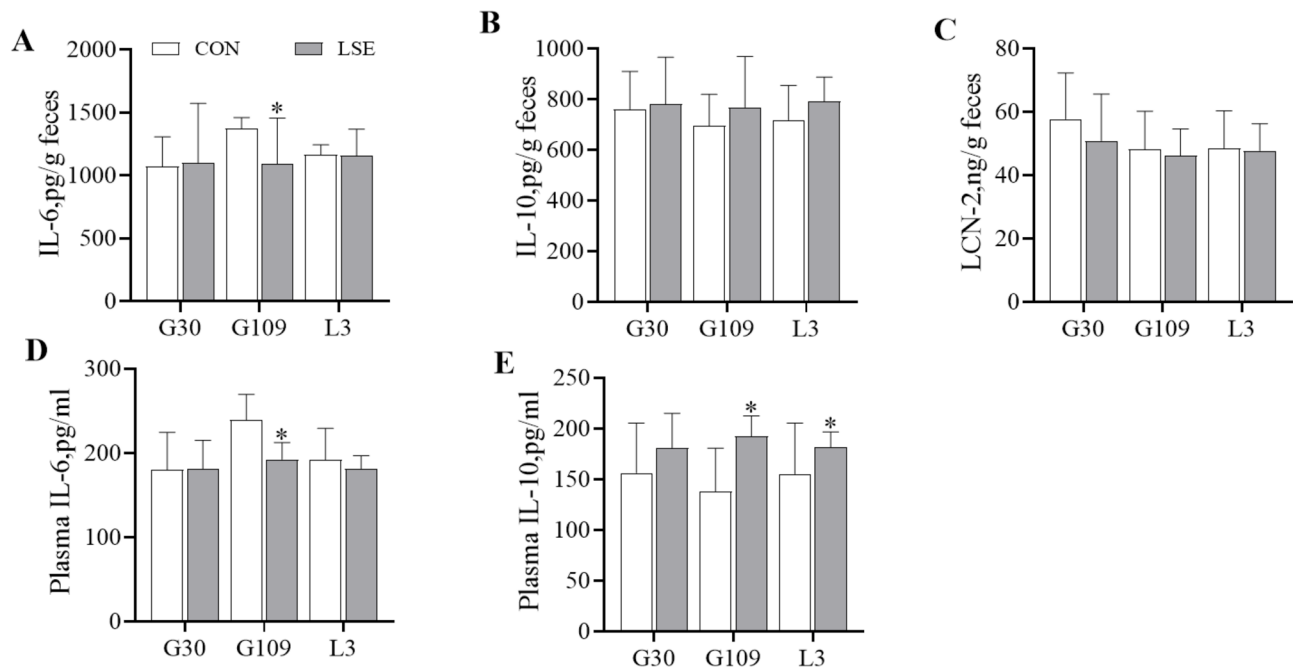 A
CON
LSE
IL-6,pg/g feces
2000
1500
1000
500
0
*
G30
G109
L3
B
IL-10,pg/g feces
1000
800
600
400
200
0
G30
G109
L3
C
LCN-2,ng/g feces
80
60
40
20
0
G30
G109
L3
D
Plasma IL-6,pg/ml
300
200
100
0
*
G30
G109
L3
E
Plasma IL-10,pg/ml
250
200
150
100
50
0
*
*
G30
G109
L3